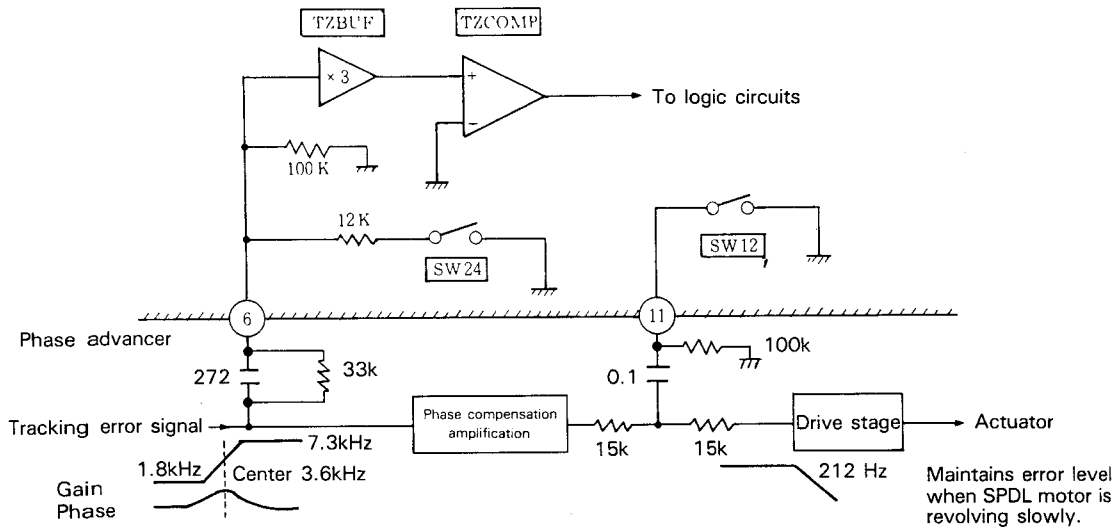 TZBUF
TZCOMP
× 3
+
−
To logic circuits
100 K
12 K
SW24
SW12
6
11
Phase advancer
272
33k
0.1
100k
Tracking error signal
Phase compensation
amplification
15k
15k
Drive stage
Actuator
7.3kHz
1.8kHz
Center 3.6kHz
Gain
Phase
212 Hz
Maintains error level
when SPDL motor is
revolving slowly.